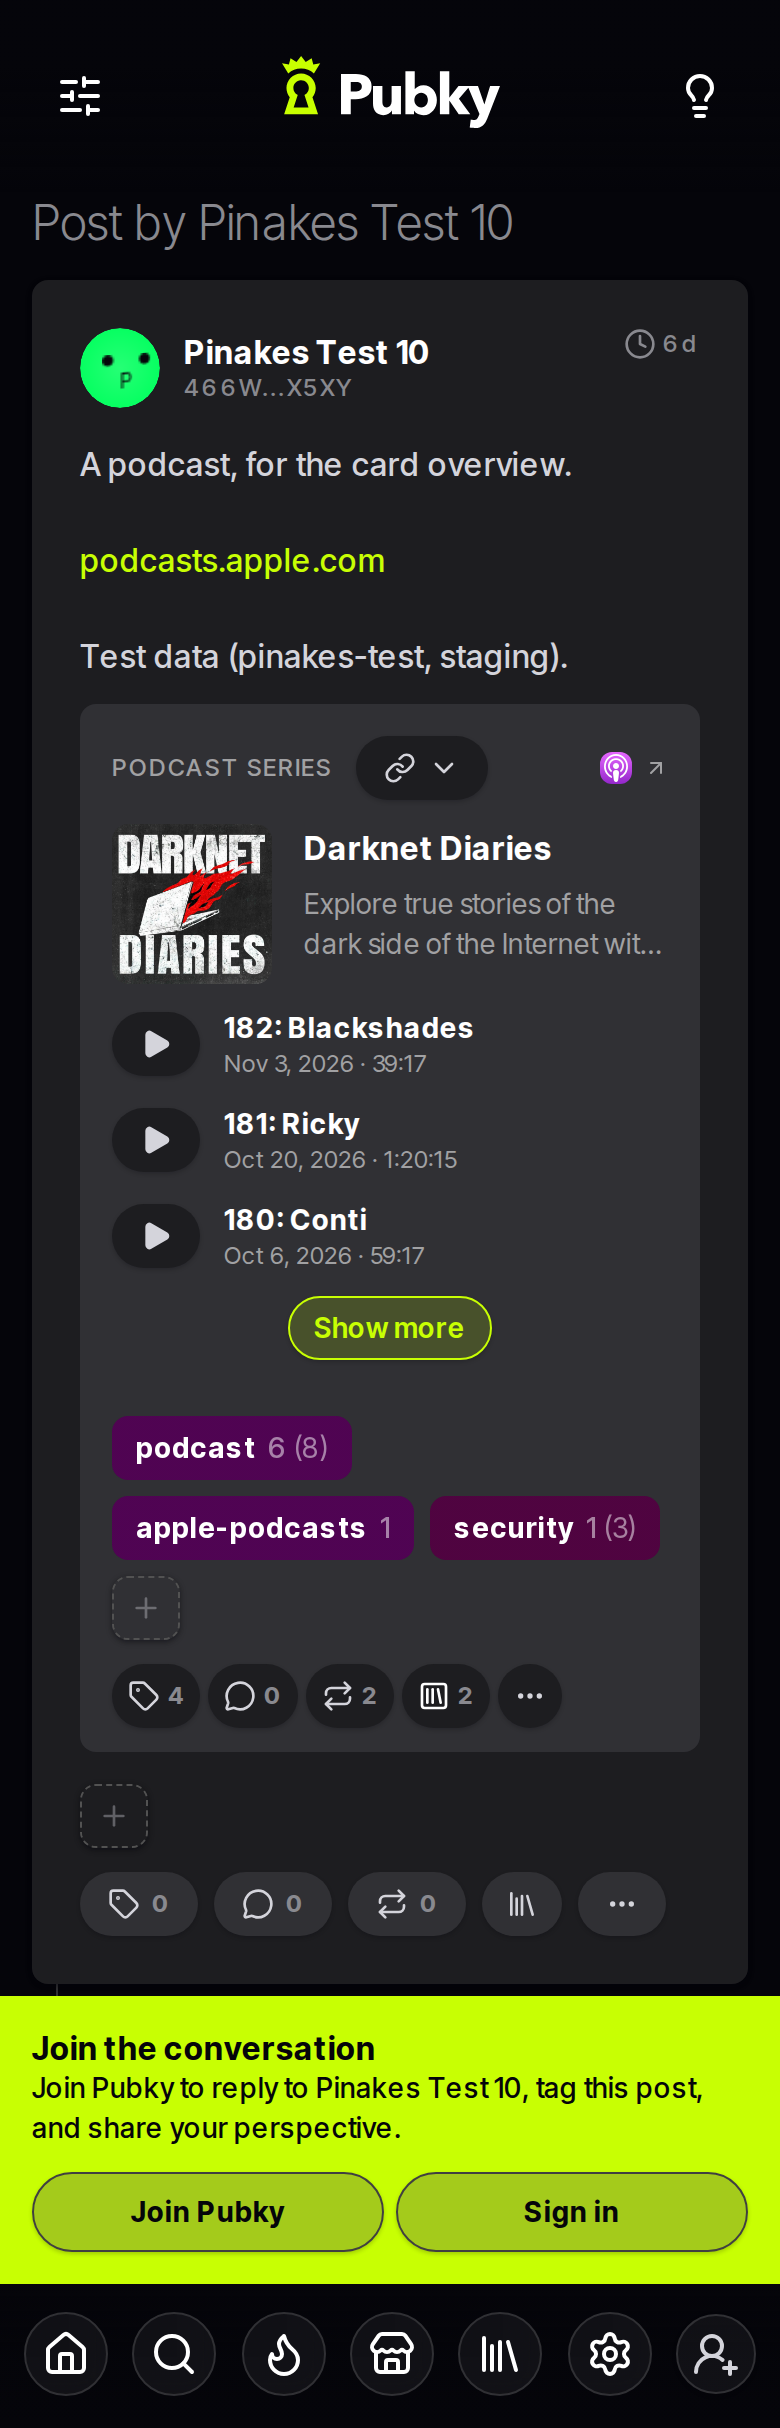 Pubky
Post by Pinakes Test 10
Pinakes Test 10
6d
466W...X5XY
A podcast, for the card overview.
podcasts.apple.com
Test data (pinakes-test, staging).
PODCAST SERIES
DARKNET
DIARIES
Darknet Diaries
Explore true stories of the
dark side of the Internet wit...
182: Blackshades
Nov 3, 2026 · 39:17
181: Ricky
Oct 20, 2026 · 1:20:15
180: Conti
Oct 6, 2026 · 59:17
Show more
podcast 6 (8)
apple-podcasts 1 security 1 (3)
4 0 2 2
0 0 0
Join the conversation
Join Pubky to reply to Pinakes Test 10, tag this post,
and share your perspective.
Join Pubky Sign in